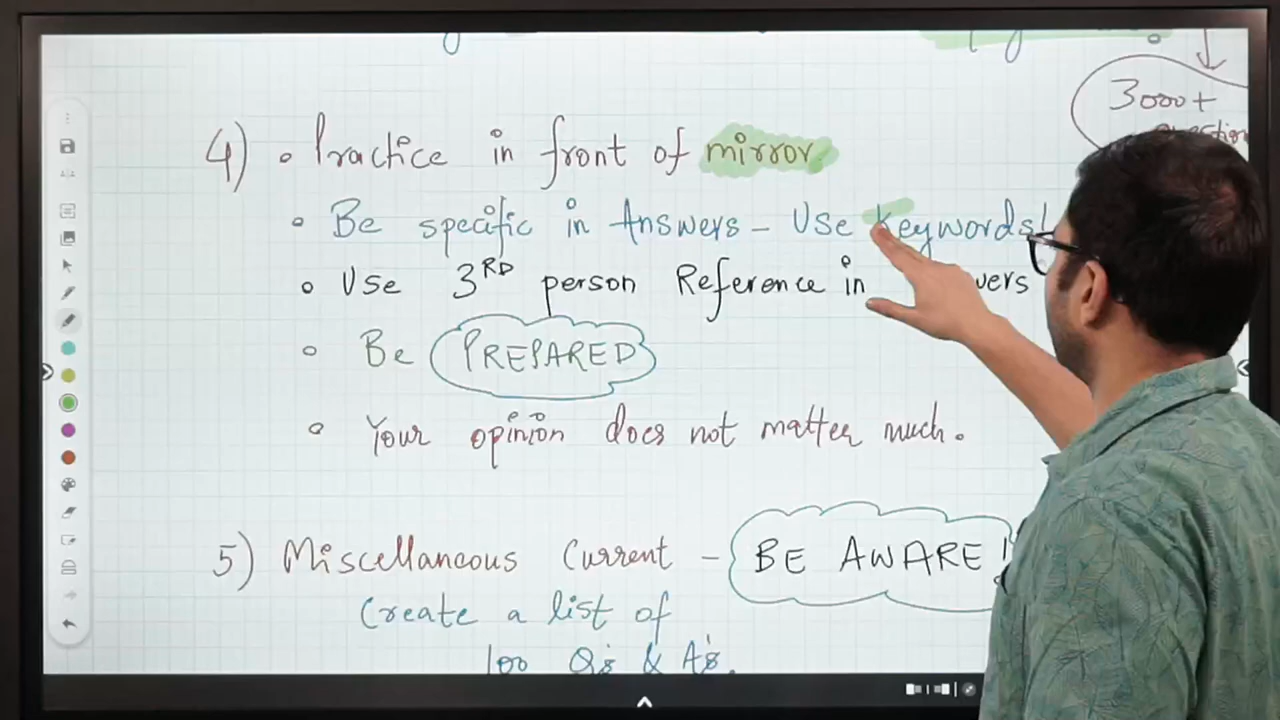 3000+
4) • Practice in front of mirror
• Be specific in Answers - Use Keywords!
• Use 3RD person Reference in
• Be PREPARED
• Your opinion does not matter much.
5) Miscellaneous Current - BE AWARE!
Create a list of
100 Q's & A's.